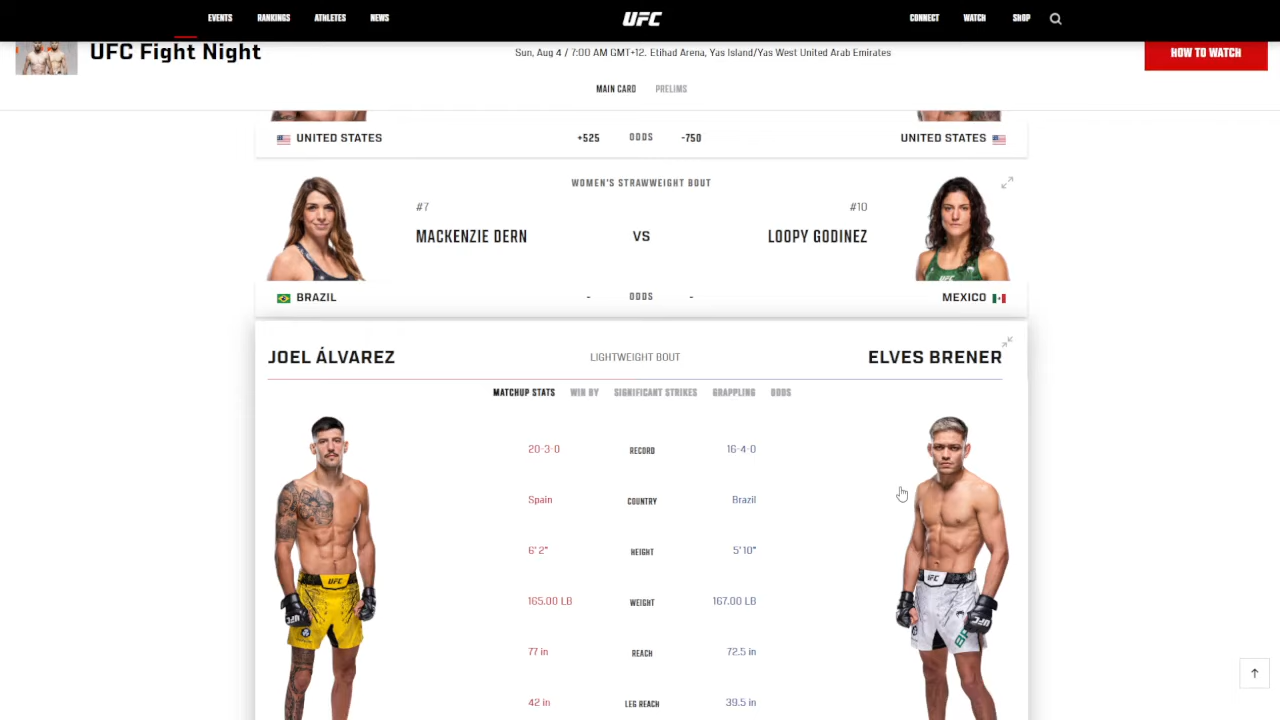 EVENTS RANKINGS ATHLETES NEWS UFC CONNECT WATCH SHOP
UFC Fight Night Sun, Aug 4 / 7:00 AM GMT+12. Etihad Arena, Yas Island/Yas West United Arab Emirates HOW TO WATCH
MAIN CARD PRELIMS
UNITED STATES +525 ODDS -750 UNITED STATES
WOMEN'S STRAWWEIGHT BOUT
#7 #10
MACKENZIE DERN VS LOOPY GODINEZ
BRAZIL - ODDS - MEXICO
JOEL ÁLVAREZ LIGHTWEIGHT BOUT ELVES BRENER
MATCHUP STATS WIN BY SIGNIFICANT STRIKES GRAPPLING ODDS
20-3-0 RECORD 16-4-0
Spain COUNTRY Brazil
6' 2" HEIGHT 5' 10"
165.00 LB WEIGHT 167.00 LB
77 in REACH 72.5 in
42 in LEG REACH 39.5 in